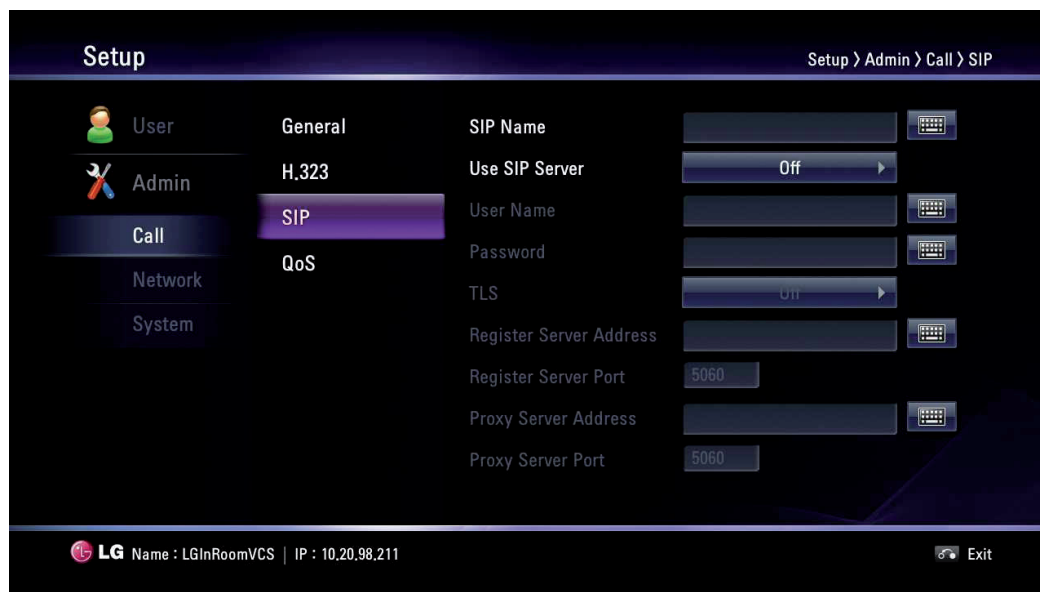 Setup
Setup > Admin > Call > SIP
User
Admin
Call
Network
System
General
H.323
SIP
QoS
SIP Name
Use SIP Server Off
User Name
Password
TLS Off
Register Server Address
Register Server Port 5060
Proxy Server Address
Proxy Server Port 5060
LG Name : LGInRoomVCS | IP : 10.20.98.211
Exit